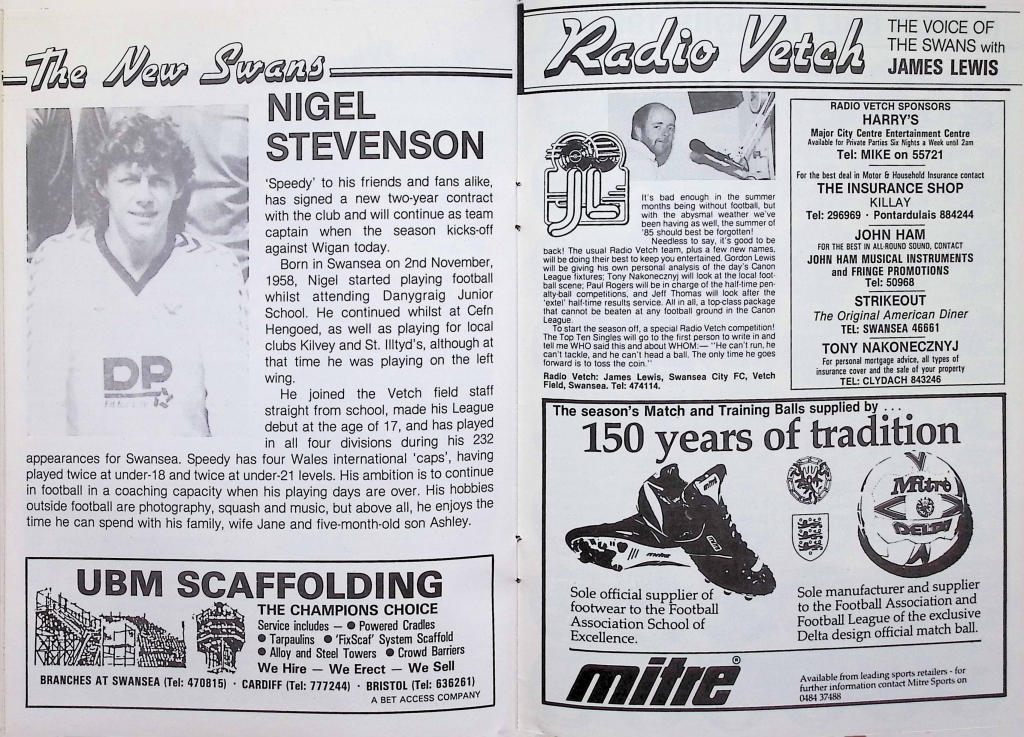 The New Swans
NIGEL
STEVENSON
'Speedy' to his friends and fans alike,
has signed a new two-year contract
with the club and will continue as team
captain when the season kicks-off
against Wigan today.
Born in Swansea on 2nd November,
1958, Nigel started playing football
whilst attending Danygraig Junior
School. He continued whilst at Cefn
Hengoed, as well as playing for local
clubs Kilvey and St. Illtyd's, although at
that time he was playing on the left
wing.
He joined the Vetch field staff
straight from school, made his League
debut at the age of 17, and has played
in all four divisions during his 232
appearances for Swansea. Speedy has four Wales international 'caps', having
played twice at under-18 and twice at under-21 levels. His ambition is to continue
in football in a coaching capacity when his playing days are over. His hobbies
outside football are photography, squash and music, but above all, he enjoys the
time he can spend with his family, wife Jane and five-month-old son Ashley.
DP
UBM SCAFFOLDING
THE CHAMPIONS CHOICE
Service includes — ● Powered Cradles
● Tarpaulins ● 'FixScaf' System Scaffold
● Alloy and Steel Towers ● Crowd Barriers
We Hire — We Erect — We Sell
BRANCHES AT SWANSEA (Tel: 470815) · CARDIFF (Tel: 777244) · BRISTOL (Tel: 636261)
A BET ACCESS COMPANY
Radio Vetch
THE VOICE OF
THE SWANS with
JAMES LEWIS
JL
It's bad enough in the summer
months being without football, but
with the abysmal weather we've
been having as well, the summer of
'85 should best be forgotten!
Needless to say, it's good to be
back! The usual Radio Vetch team, plus a few new names,
will be doing their best to keep you entertained. Gordon Lewis
will be giving his own personal analysis of the day's Canon
League fixtures; Tony Nakonecznyj will look at the local foot-
ball scene; Paul Rogers will be in charge of the half-time pen-
alty-ball competitions, and Jeff Thomas will look after the
'extel' half-time results service. All in all, a top-class package
that cannot be beaten at any football ground in the Canon
League.
To start the season off, a special Radio Vetch competition!
The Top Ten Singles will go to the first person to write in and
tell me WHO said this and about WHOM:— "He can't run, he
can't tackle, and he can't head a ball. The only time he goes
forward is to toss the coin."
Radio Vetch: James Lewis, Swansea City FC, Vetch
Field, Swansea. Tel: 474114.
RADIO VETCH SPONSORS
HARRY'S
Major City Centre Entertainment Centre
Available for Private Parties Six Nights a Week until 2am
Tel: MIKE on 55721
For the best deal in Motor & Household Insurance contact
THE INSURANCE SHOP
KILLAY
Tel: 296969 · Pontardulais 884244
JOHN HAM
FOR THE BEST IN ALL-ROUND SOUND, CONTACT
JOHN HAM MUSICAL INSTRUMENTS
and FRINGE PROMOTIONS
Tel: 50968
STRIKEOUT
The Original American Diner
TEL: SWANSEA 46661
TONY NAKONECZNYJ
For personal mortgage advice, all types of
insurance cover and the sale of your property
TEL: CLYDACH 843246
The season's Match and Training Balls supplied by ...
150 years of tradition
mitre
mitre
Mitre
DELTA
Sole official supplier of
footwear to the Football
Association School of
Excellence.
Sole manufacturer and supplier
to the Football Association and
Football League of the exclusive
Delta design official match ball.
mitre®
Available from leading sports retailers - for
further information contact Mitre Sports on
0484 37488